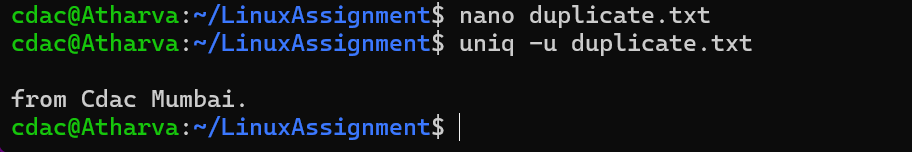 cdac@Atharva:~/LinuxAssignment$ nano duplicate.txt
cdac@Atharva:~/LinuxAssignment$ uniq -u duplicate.txt

from Cdac Mumbai.
cdac@Atharva:~/LinuxAssignment$